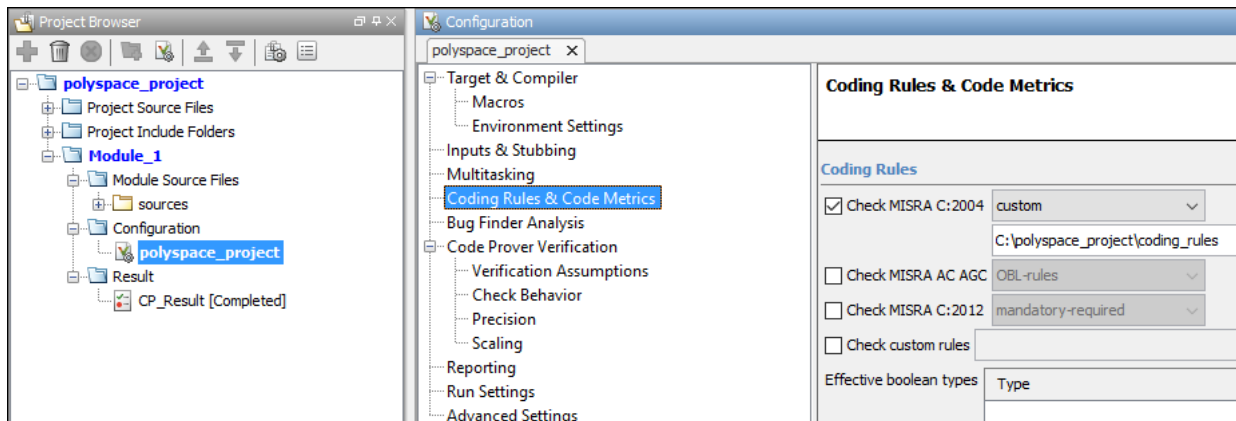 Project Browser
polyspace_project
Project Source Files
Project Include Folders
Module_1
Module Source Files
sources
Configuration
polyspace_project
Result
CP_Result [Completed]
Configuration
polyspace_project X
Target & Compiler
Macros
Environment Settings
Inputs & Stubbing
Multitasking
Coding Rules & Code Metrics
Bug Finder Analysis
Code Prover Verification
Verification Assumptions
Check Behavior
Precision
Scaling
Reporting
Run Settings
Advanced Settings
Coding Rules & Code Metrics
Coding Rules
Check MISRA C:2004 custom
C:\polyspace_project\coding_rules
Check MISRA AC AGC OBL-rules
Check MISRA C:2012 mandatory-required
Check custom rules
Effective boolean types Type